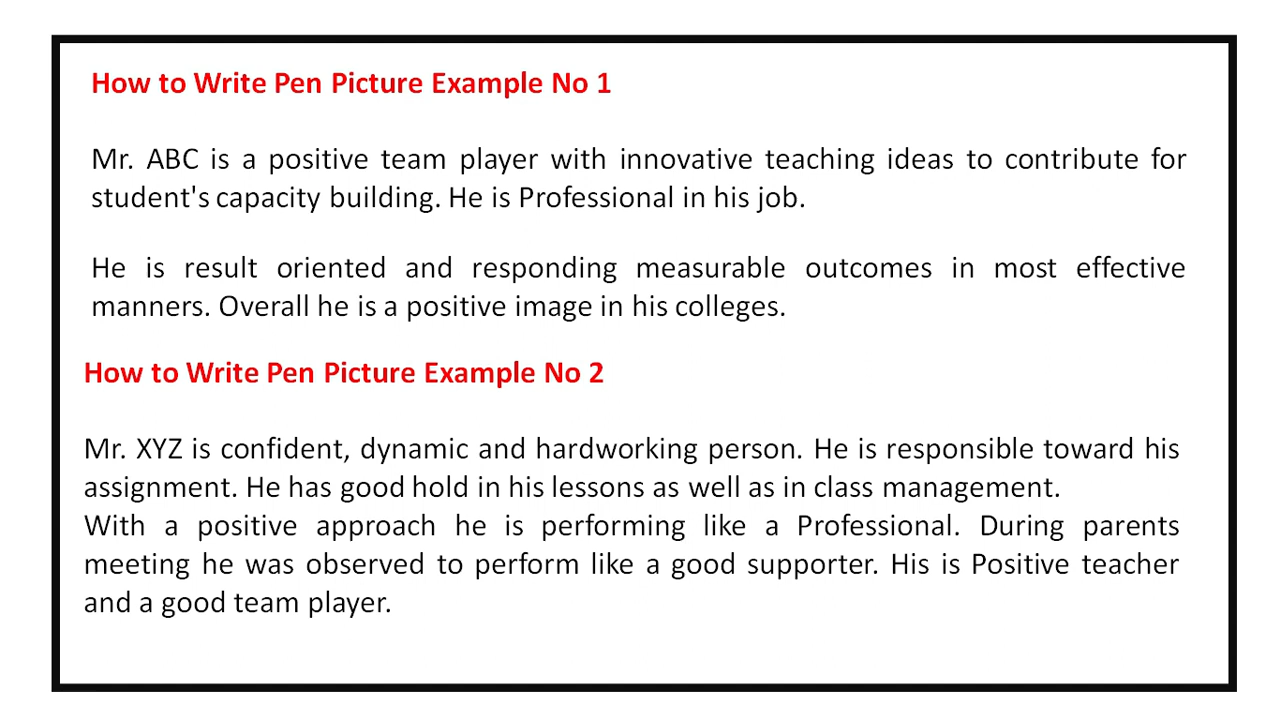 How to Write Pen Picture Example No 1
Mr. ABC is a positive team player with innovative teaching ideas to contribute for
student's capacity building. He is Professional in his job.
He is result oriented and responding measurable outcomes in most effective
manners. Overall he is a positive image in his colleges.
How to Write Pen Picture Example No 2
Mr. XYZ is confident, dynamic and hardworking person. He is responsible toward his
assignment. He has good hold in his lessons as well as in class management.
With a positive approach he is performing like a Professional. During parents
meeting he was observed to perform like a good supporter. His is Positive teacher
and a good team player.